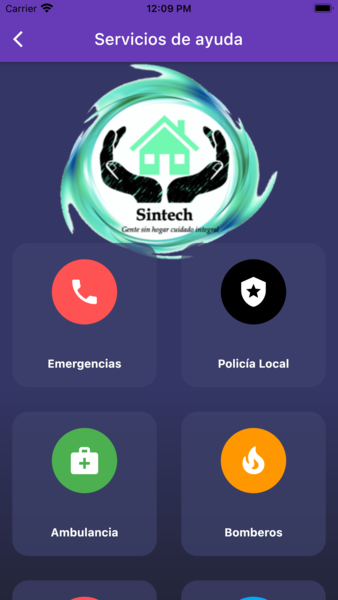 Carrier 12:09 PM
Servicios de ayuda
Sintech
Gente sin hogar cuidado integral
Emergencias Policía Local
Ambulancia Bomberos